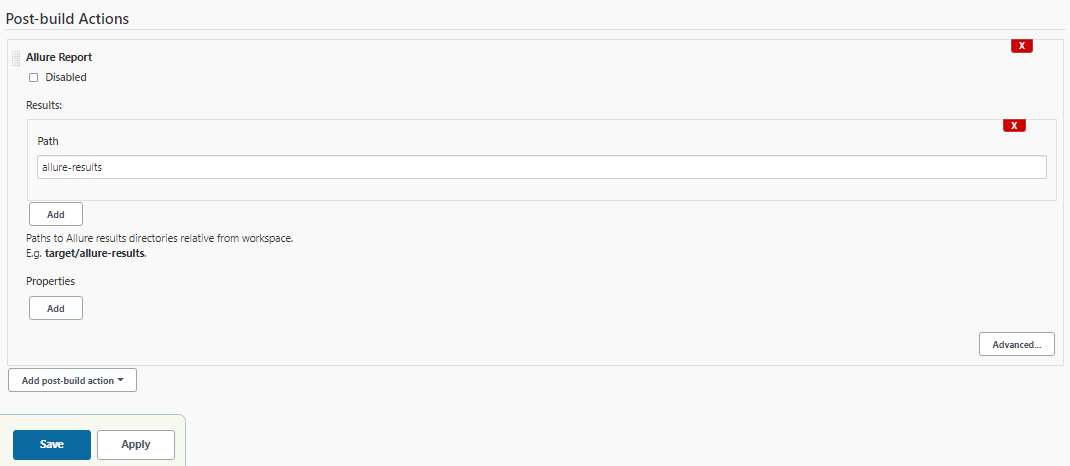 Post-build Actions
X
Allure Report
Disabled
Results:
X
Path
allure-results
Add
Paths to Allure results directories relative from workspace.
E.g. target/allure-results.
Properties
Add
Advanced...
Add post-build action
Save Apply